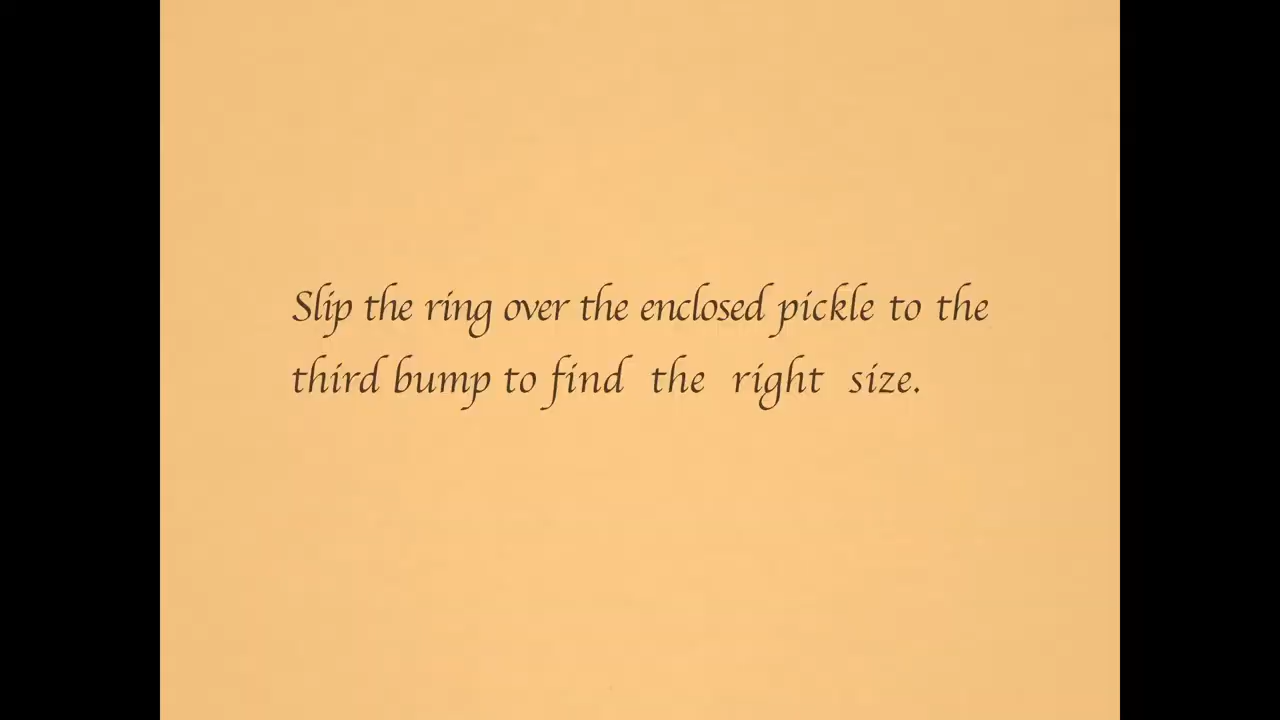 Slip the ring over the enclosed pickle to the
third bump to find the right size.